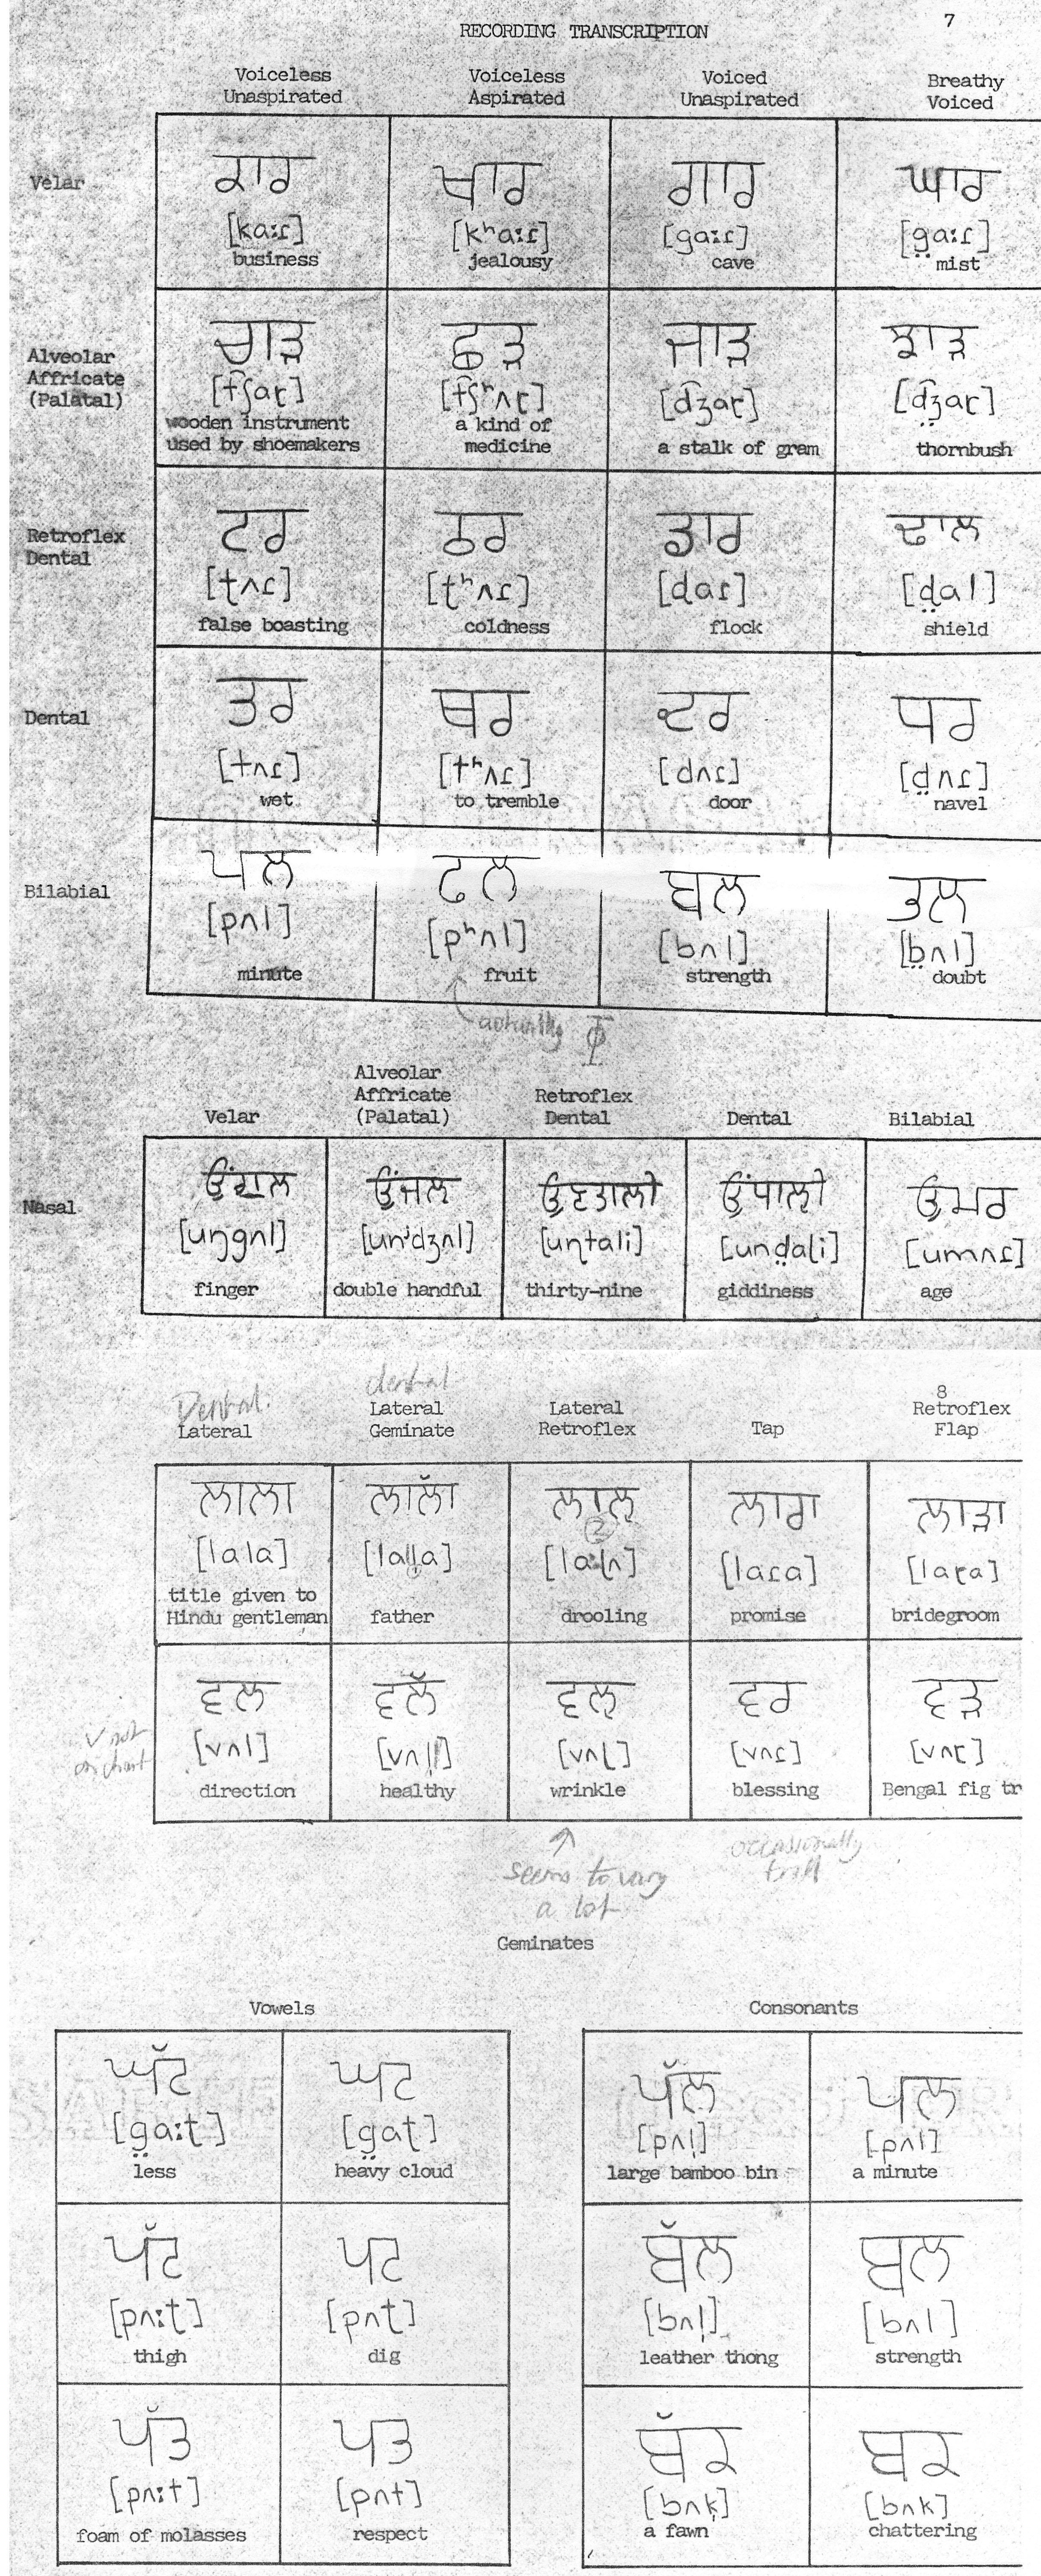 7
RECORDING TRANSCRIPTION
Voiceless Unaspirated	Voiceless Aspirated	Voiced Unaspirated	Breathy Voiced
Velar
ਕਾਰ	ਖਾਰ	ਗਾਰ	ਘਾਰ
[ka:ɾ]	[kʰa:ɾ]	[ga:ɾ]	[g̤a:ɾ]
business	jealousy	cave	mist
Alveolar Affricate (Palatal)
ਚਾੜ	ਛੜ	ਜਾੜ	ਝਾੜ
[t͡ʃaɽ]	[t͡ʃʰʌɽ]	[d͡ʒaɽ]	[d̤͡ʒaɽ]
wooden instrument	a kind of	a stalk of gram	thornbush
used by shoemakers	medicine
Retroflex Dental
ਟਰ	ਠਰ	ਡਾਰ	ਢਾਲ
[ʈʌɾ]	[ʈʰʌɾ]	[ɖaɾ]	[ɖ̤al]
false boasting	coldness	flock	shield
Dental
ਤਰ	ਥਰ	ਦਰ	ਧਰ
[tʌɾ]	[tʰʌɾ]	[dʌɾ]	[d̤ʌɾ]
wet	to tremble	door	navel
Bilabial
ਪਲ	ਫਲ	ਬਲ	ਭਲ
[pʌl]	[pʰʌl]	[bʌl]	[b̤ʌl]
minute	fruit	strength	doubt
actually ɸ
Velar	Alveolar Affricate (Palatal)	Retroflex Dental	Dental	Bilabial
Nasal
ਉਂਗਲ	ਉਂਜਲ	ਉਣਤਾਲੀ	ਉਂਧਾਲ਼ੀ	ਉਮਰ
[uŋgʌl]	[unʲdʒʌl]	[uɳtali]	[und̤aɭi]	[umʌɾ]
finger	double handful	thirty-nine	giddiness	age
8
Dental	dental
Lateral	Lateral Geminate	Lateral Retroflex	Tap	Retroflex Flap
ਲਾਲਾ	ਲਾੱਲਾ	ਲਾਲ਼	ਲਾਰਾ	ਲਾੜਾ
[lala]	[lal̩la]	[la:ɭʌ]	[laɾa]	[laɽa]
title given to
Hindu gentleman	father	drooling	promise	bridegroom
V not on chart
ਵਲ	ਵੱਲ	ਵਲ਼	ਵਰ	ਵੜ
[vʌl]	[vʌl̩l]	[vʌɭ]	[vʌɾ]	[vʌɽ]
direction	healthy	wrinkle	blessing	Bengal fig tr
seems to vary	occasionally
a lot	trill
Geminates
Vowels	Consonants
ਘੱਟ	ਘਟ	ਪੱਲ	ਪਲ
[g̤a:ʈ]	[g̤aʈ]	[pʌl̩]	[pʌl]
less	heavy cloud	large bamboo bin	a minute
ਪੱਟ	ਪਟ	ਬੱਲ	ਬਲ
[pʌ:ʈ]	[pʌʈ]	[bʌl̩]	[bʌl]
thigh	dig	leather thong	strength
ਪੱਤ	ਪਤ	ਬੱਕ	ਬਕ
[pʌ:t]	[pʌt]	[bʌk̩]	[bʌk]
foam of molasses	respect	a fawn	chattering